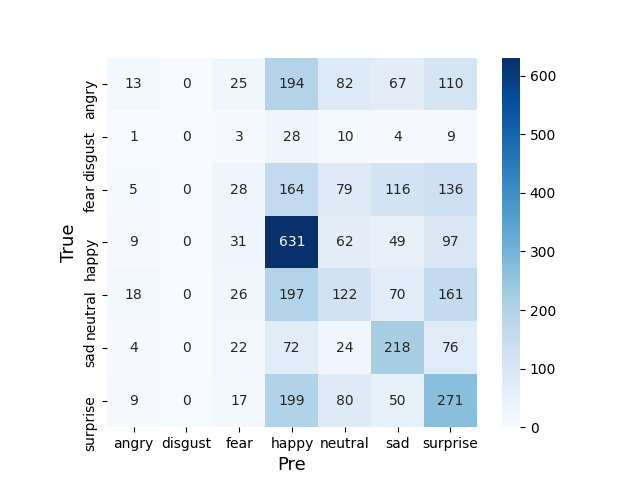 True
angry 13 0 25 194 82 67 110
disgust 1 0 3 28 10 4 9
fear 5 0 28 164 79 116 136
happy 9 0 31 631 62 49 97
neutral 18 0 26 197 122 70 161
sad 4 0 22 72 24 218 76
surprise 9 0 17 199 80 50 271
angry disgust fear happy neutral sad surprise
Pre
600
500
400
300
200
100
0